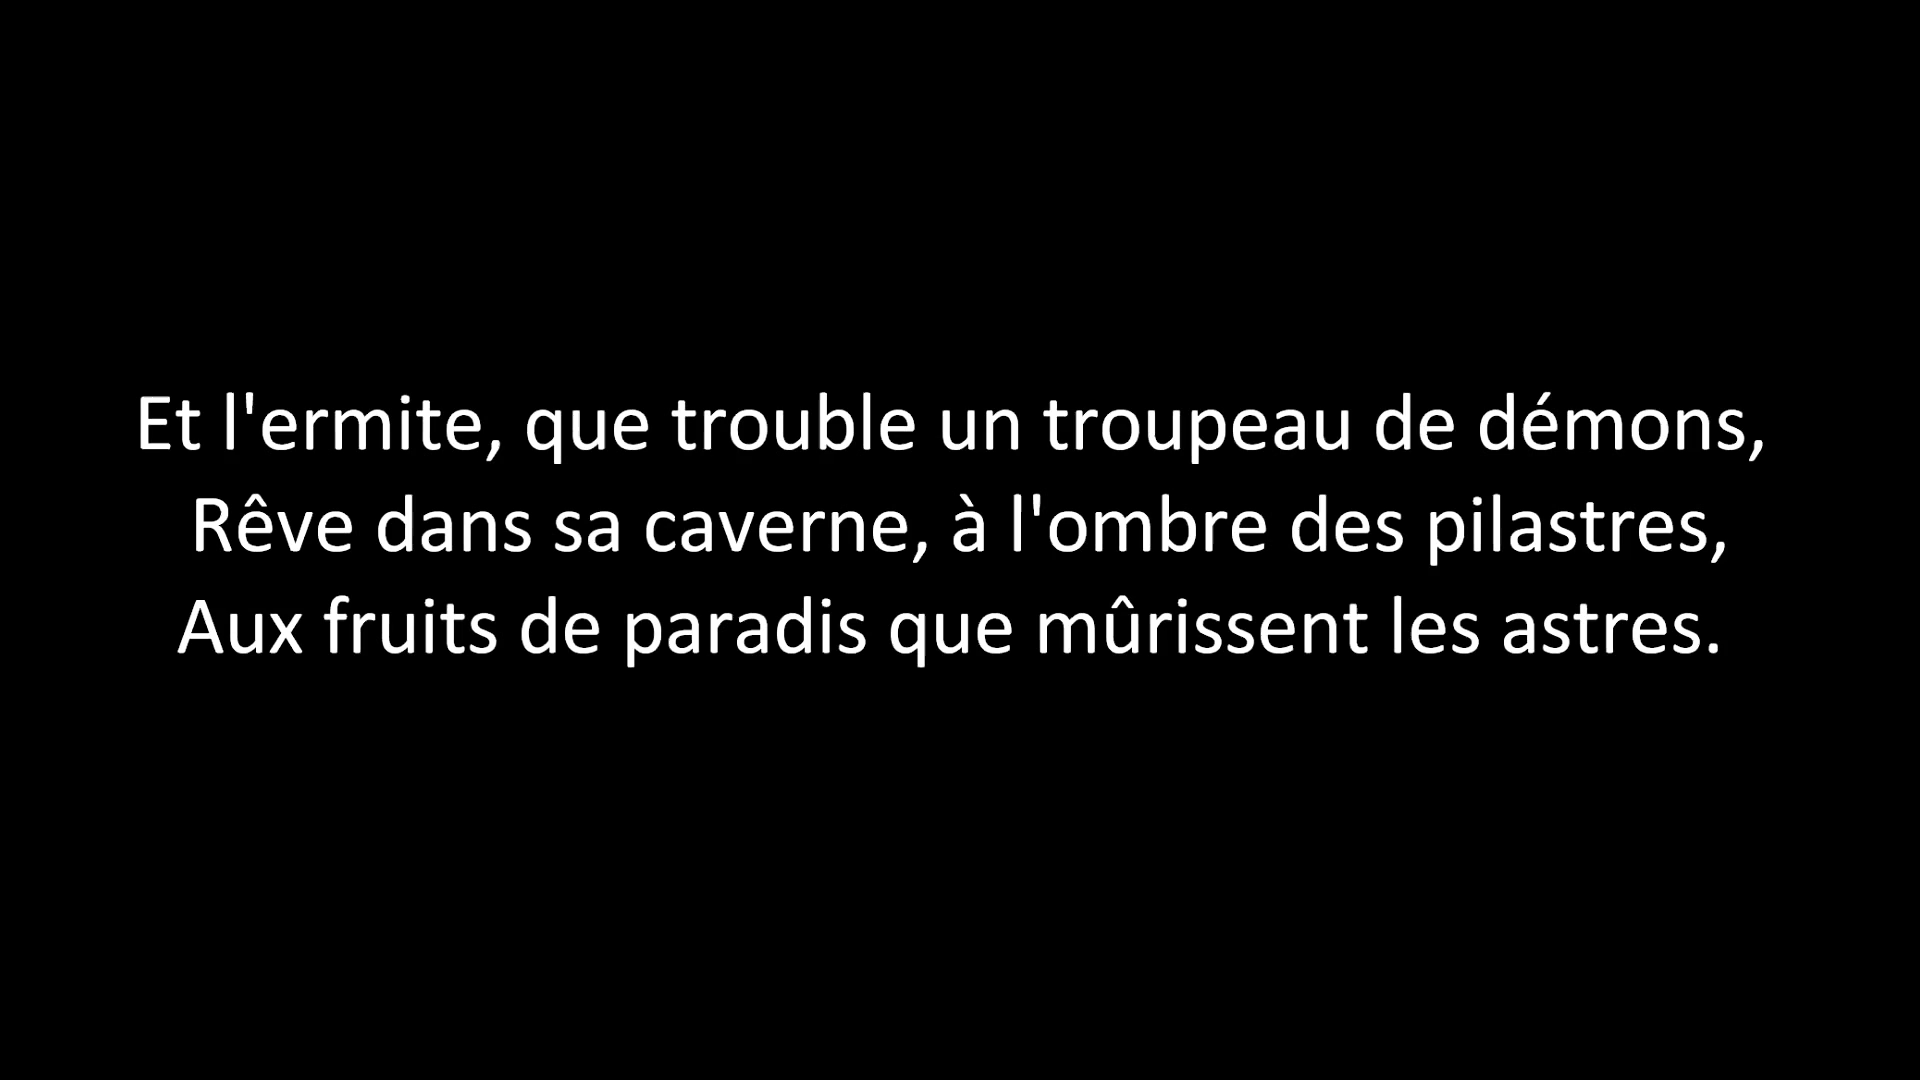 Et l'ermite, que trouble un troupeau de démons,
Rêve dans sa caverne, à l'ombre des pilastres,
Aux fruits de paradis que mûrissent les astres.